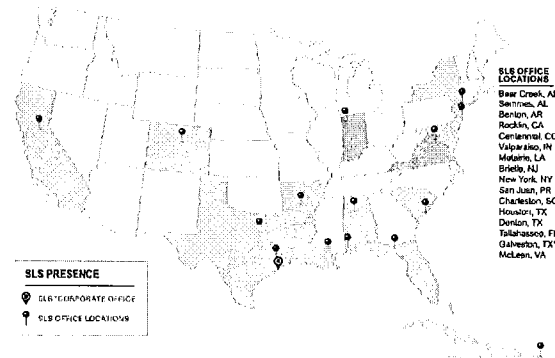 SLS OFFICE
LOCATIONS
Bear Creek, AL
Semmes, AL
Benton, AR
Rocklin, CA
Centennial, CO
Valparaiso, IN
Metairie, LA
Brielle, NJ
New York, NY
San Juan, PR
Charleston, SC
Houston, TX
Denton, TX
Tallahassee, FL
Galveston, TX*
McLean, VA
SLS PRESENCE
SLS CORPORATE OFFICE
SLS OFFICE LOCATIONS